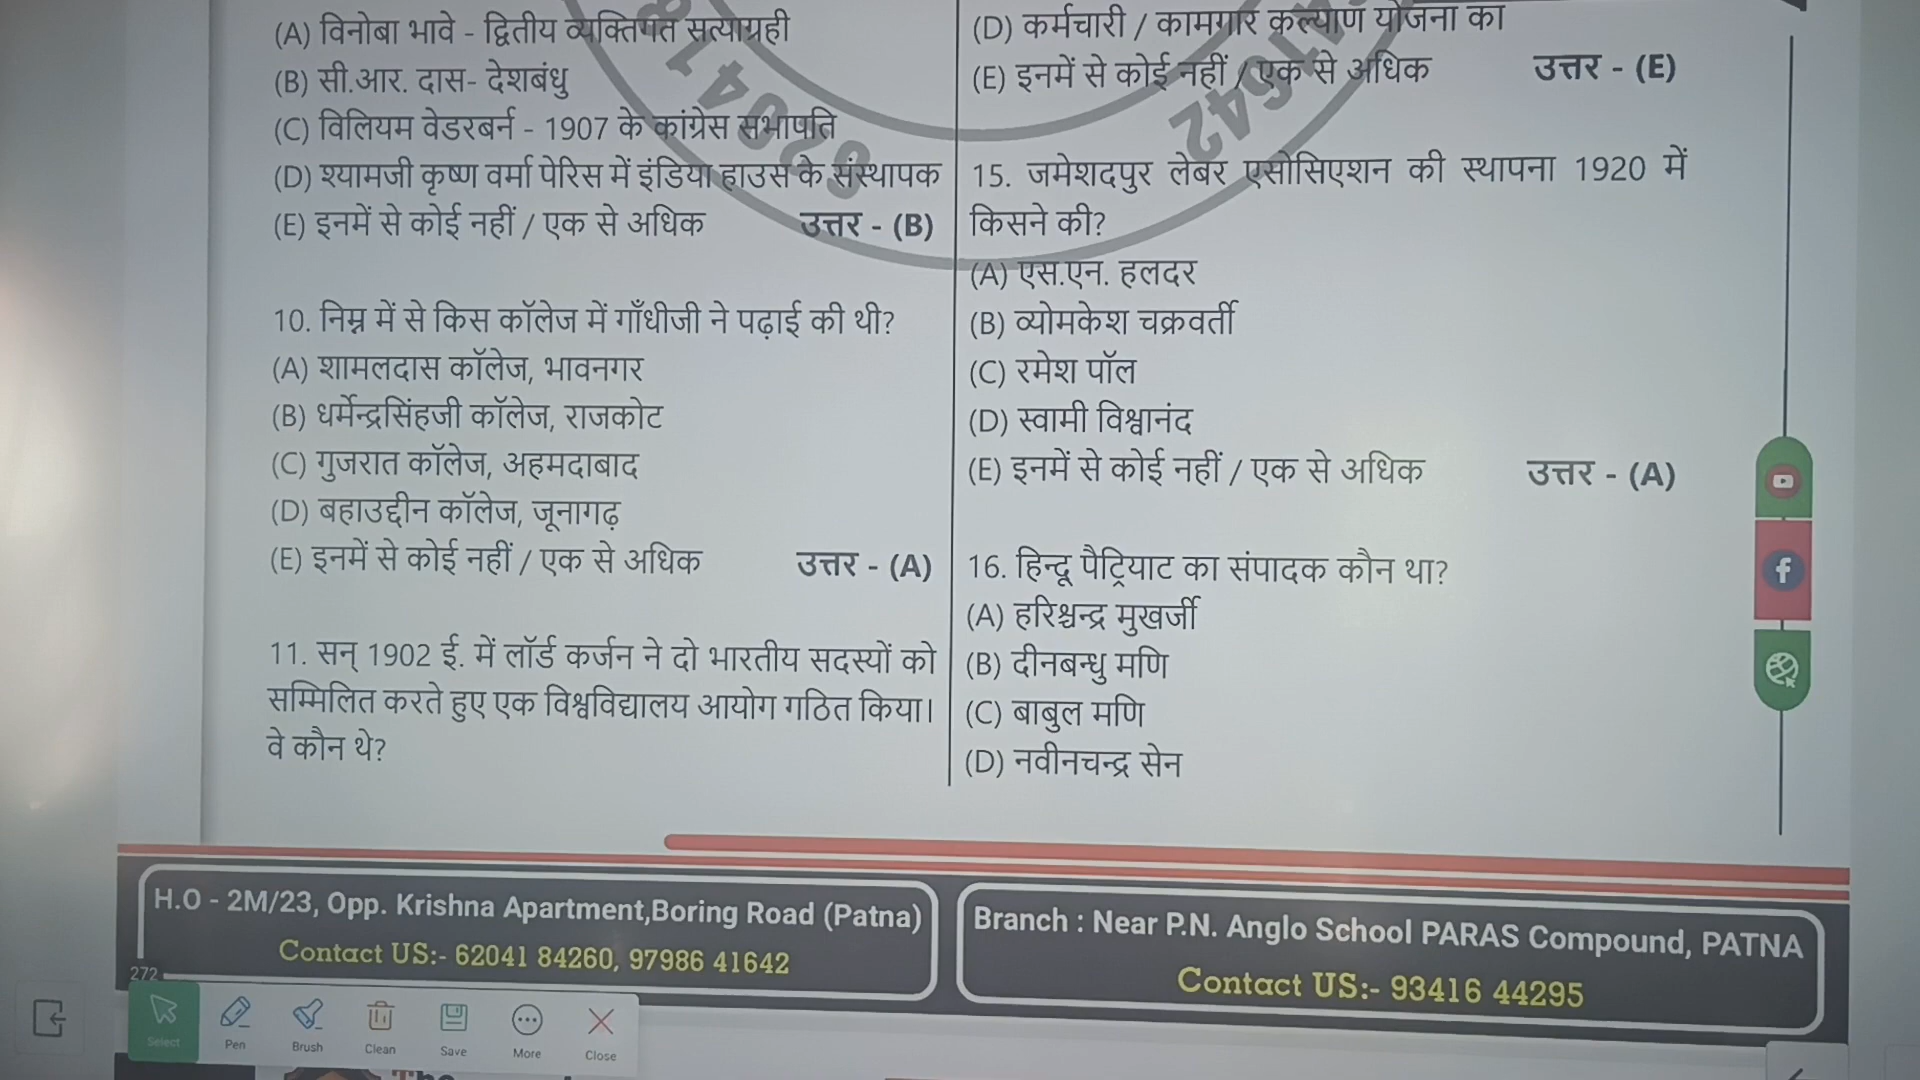 (A) विनोबा भावे - द्वितीय व्यक्तिगत सत्याग्रही
(B) सी.आर. दास- देशबंधु
(C) विलियम वेडरबर्न - 1907 के कांग्रेस सभापति
(D) श्यामजी कृष्ण वर्मा पेरिस में इंडिया हाउस के संस्थापक
(E) इनमें से कोई नहीं / एक से अधिक उत्तर - (B)
10. निम्न में से किस कॉलेज में गाँधीजी ने पढ़ाई की थी?
(A) शामलदास कॉलेज, भावनगर
(B) धर्मेन्द्रसिंहजी कॉलेज, राजकोट
(C) गुजरात कॉलेज, अहमदाबाद
(D) बहाउद्दीन कॉलेज, जूनागढ़
(E) इनमें से कोई नहीं / एक से अधिक उत्तर - (A)
11. सन् 1902 ई. में लॉर्ड कर्जन ने दो भारतीय सदस्यों को
सम्मिलित करते हुए एक विश्वविद्यालय आयोग गठित किया।
वे कौन थे?
(D) कर्मचारी / कामगार कल्याण योजना का
(E) इनमें से कोई नहीं / एक से अधिक उत्तर - (E)
15. जमेशदपुर लेबर एसोसिएशन की स्थापना 1920 में
किसने की?
(A) एस.एन. हलदर
(B) व्योमकेश चक्रवर्ती
(C) रमेश पॉल
(D) स्वामी विश्वानंद
(E) इनमें से कोई नहीं / एक से अधिक उत्तर - (A)
16. हिन्दू पैट्रियाट का संपादक कौन था?
(A) हरिश्चन्द्र मुखर्जी
(B) दीनबन्धु मणि
(C) बाबुल मणि
(D) नवीनचन्द्र सेन
H.O - 2M/23, Opp. Krishna Apartment,Boring Road (Patna)
Contact US:- 62041 84260, 97986 41642
Branch : Near P.N. Anglo School PARAS Compound, PATNA
Contact US:- 93416 44295
272
Select Pen Brush Clean Save More Close